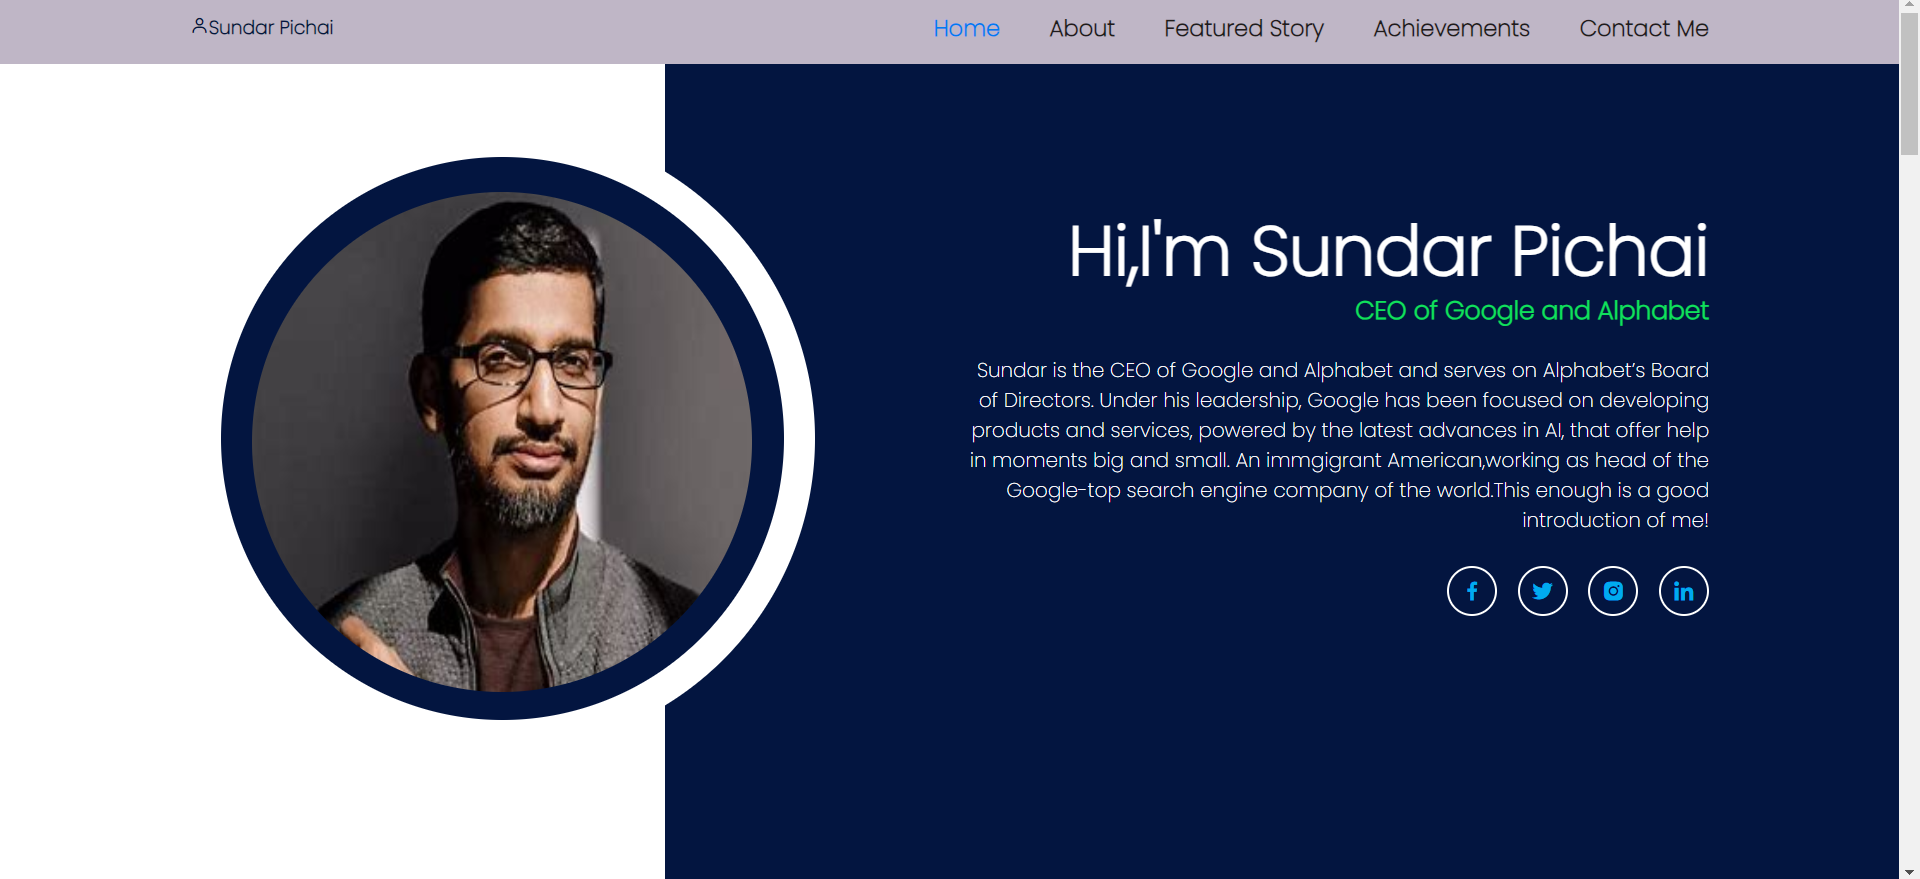 Sundar Pichai
Home About Featured Story Achievements Contact Me
Hi,I'm Sundar Pichai
CEO of Google and Alphabet
Sundar is the CEO of Google and Alphabet and serves on Alphabet’s Board
of Directors. Under his leadership, Google has been focused on developing
products and services, powered by the latest advances in AI, that offer help
in moments big and small. An immgigrant American,working as head of the
Google-top search engine company of the world.This enough is a good
introduction of me!